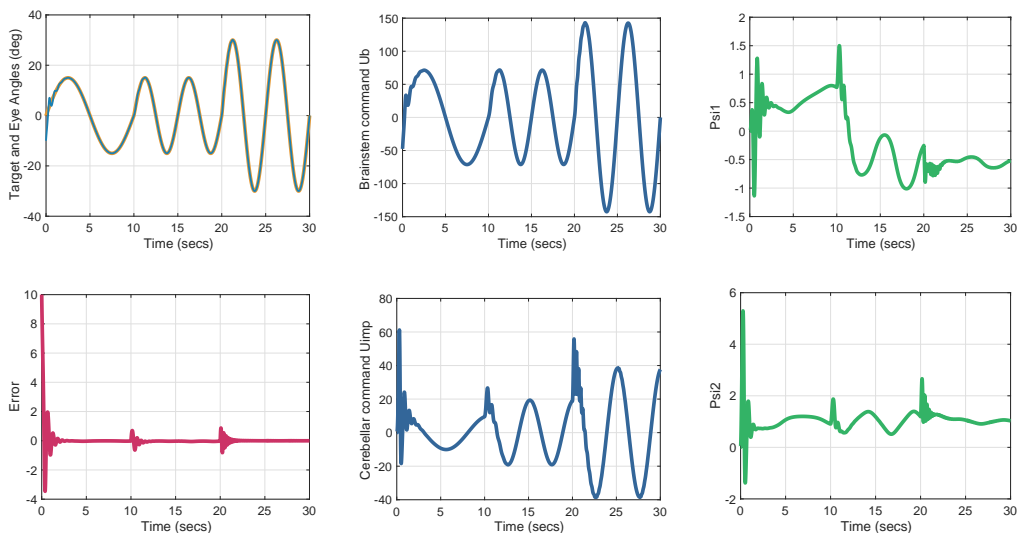 Target and Eye Angles (deg)
40
20
0
-20
-40
0 5 10 15 20 25 30
Time (secs)
Brainstem command Ub
150
100
50
0
-50
-100
-150
0 5 10 15 20 25 30
Time (secs)
Psi1
2
1.5
1
0.5
0
-0.5
-1
-1.5
0 5 10 15 20 25 30
Time (secs)
Error
10
8
6
4
2
0
-2
-4
0 5 10 15 20 25 30
Time (secs)
Cerebellar command Uimp
80
60
40
20
0
-20
-40
0 5 10 15 20 25 30
Time (secs)
Psi2
6
4
2
0
-2
0 5 10 15 20 25 30
Time (secs)